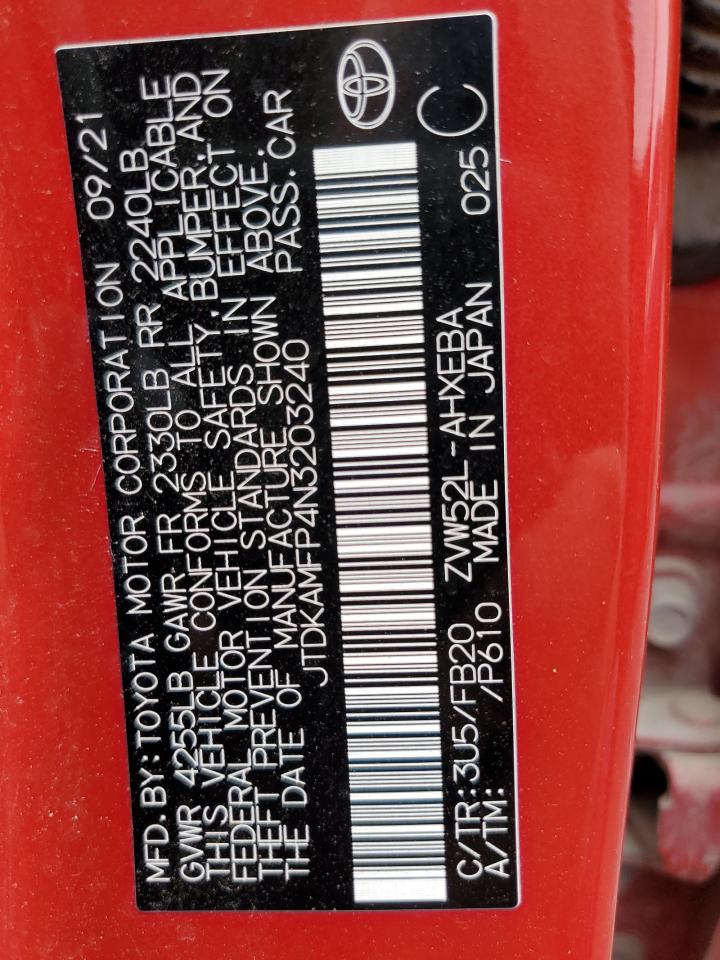 MFD. BY: TOYOTA MOTOR CORPORATION 09/21
GVWR 4255LB GAWR FR 2330LB RR 2240LB
THIS VEHICLE CONFORMS TO ALL APPLICABLE
FEDERAL MOTOR VEHICLE SAFETY, BUMPER, AND
THEFT PREVENTION STANDARDS IN EFFECT ON
THE DATE OF MANUFACTURE SHOWN ABOVE.
JTDKAMFP4N3203240 PASS. CAR
C/TR: 3U5/FB20 ZVW52L-AHXEBA 025
A/TM: /P610 MADE IN JAPAN C